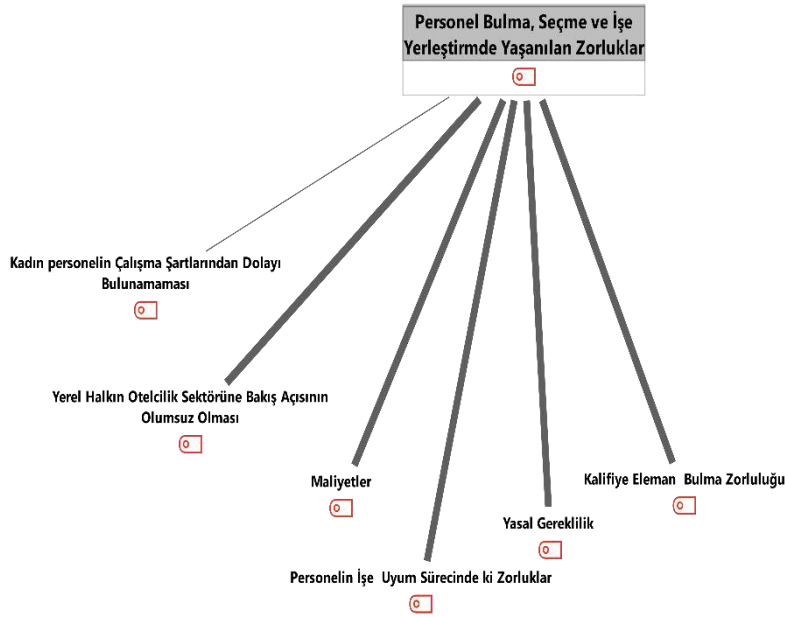 Personel Bulma, Seçme ve İşe
Yerleştirmde Yaşanılan Zorluklar
Kadın personelin Çalışma Şartlarından Dolayı
Bulunamaması
Yerel Halkın Otelcilik Sektörüne Bakış Açısının
Olumsuz Olması
Maliyetler
Kalifiye Eleman Bulma Zorluluğu
Yasal Gereklilik
Personelin İşe Uyum Sürecinde ki Zorluklar